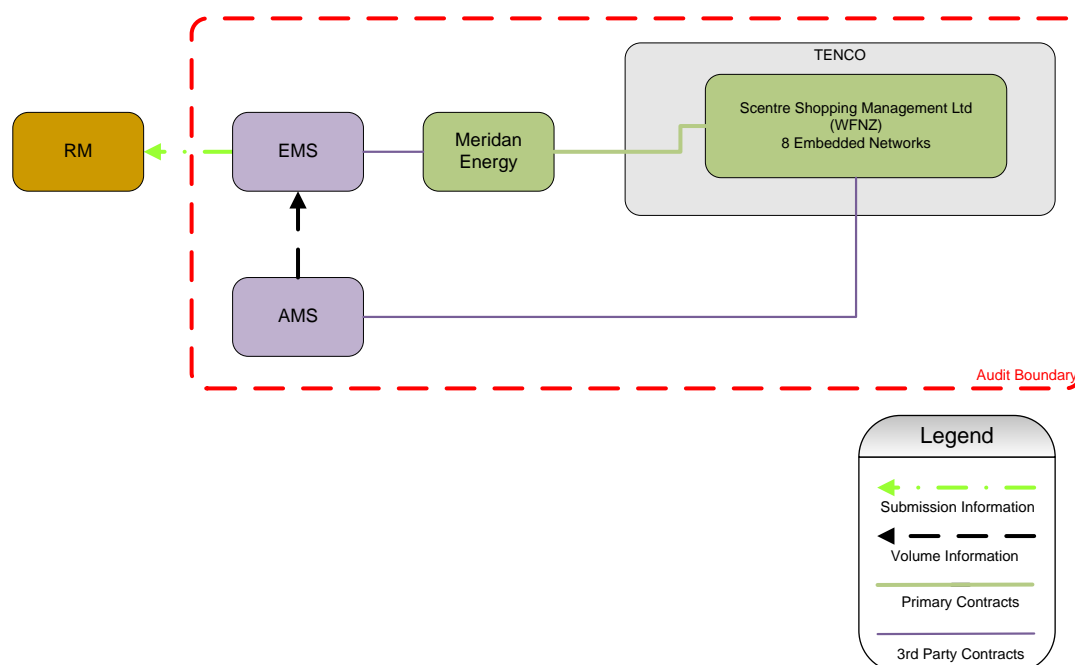 TENCO
Scentre Shopping Management Ltd
(WFNZ)
8 Embedded Networks
RM
EMS
Meridan
Energy
AMS
Audit Boundary
Legend
Submission Information
Volume Information
Primary Contracts
3rd Party Contracts